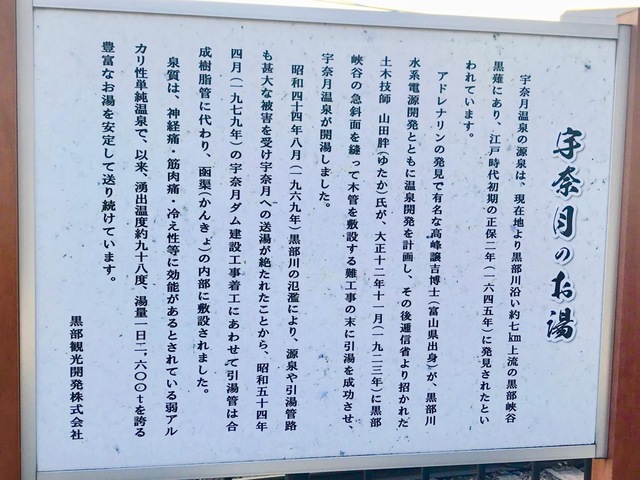 宇奈月のお湯
宇奈月温泉の源泉は、現在地より黒部川沿い約七km上流の黒部峡谷
黒薙にあり、江戸時代初期の正保二年(一六四五年)に発見されたとい
われています。
アドレナリンの発見で有名な高峰譲吉博士(富山県出身)が、黒部川
水系電源開発とともに温泉開発を計画し、その後逓信省より招かれた
土木技師 山田胖(ゆたか)氏が、大正十二年十一月(一九二三年)に黒部
峡谷の急斜面を縫って木管を敷設する難工事の末に引湯を成功させ、
宇奈月温泉が開湯しました。
昭和四十四年八月(一九六九年)黒部川の氾濫により、源泉や引湯管路
も甚大な被害を受け宇奈月への送湯が絶たれたことから、昭和五十四年
四月(一九七九年)の宇奈月ダム建設工事着工にあわせて引湯管は合
成樹脂管に代わり、函渠(かんきょ)の内部に敷設されました。
泉質は、神経痛・筋肉痛・冷え性等に効能があるとされている弱アル
カリ性単純温泉で、以来、湧出温度約九十八度、湯量一日二,六〇〇tを誇る
豊富なお湯を安定して送り続けています。
黒部観光開発株式会社